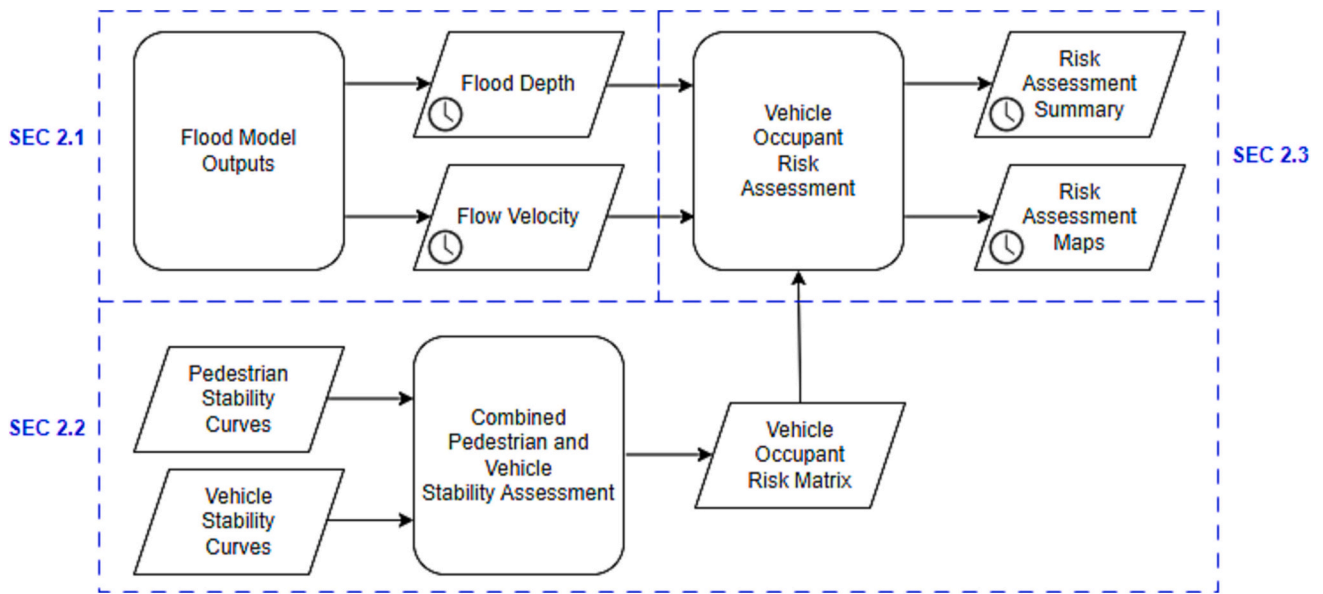 SEC 2.1
Flood Model
Outputs
Flood Depth
Flow Velocity
Vehicle
Occupant
Risk
Assessment
Risk
Assessment
Summary
Risk
Assessment
Maps
SEC 2.3
SEC 2.2
Pedestrian
Stability
Curves
Vehicle
Stability
Curves
Combined
Pedestrian and
Vehicle
Stability Assessment
Vehicle
Occupant
Risk Matrix